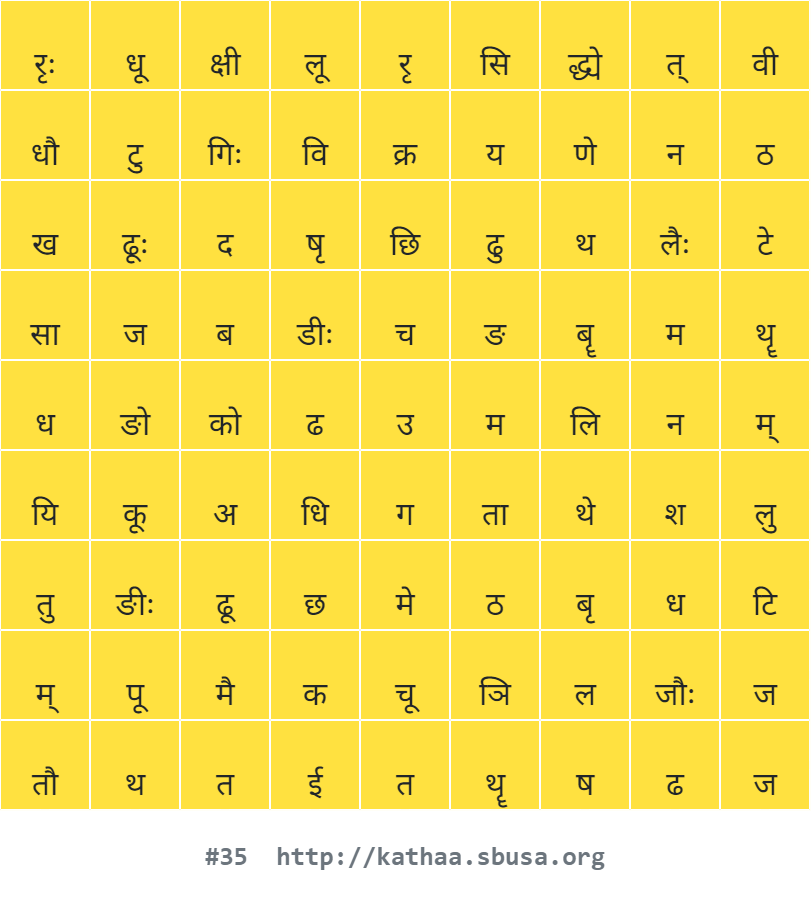 रृः धू क्षी लू रृ सि द्ध्ये त् वी
धौ टु गिः वि क्र य णे न ठ
ख ढूः द षृ छि ढु थ लैः टे
सा ज ब डीः च ङ बॄ म थॄ
ध ङो को ढ उ म लि न म्
यि कू अ धि ग ता थे श लु
तु ङीः ढॄ छ मे ठ बृ ध टि
म् पू मै क चू ञि ल जौः ज
तौ थ त ई त थॄ ष ढ ज
#35 http://kathaa.sbusa.org